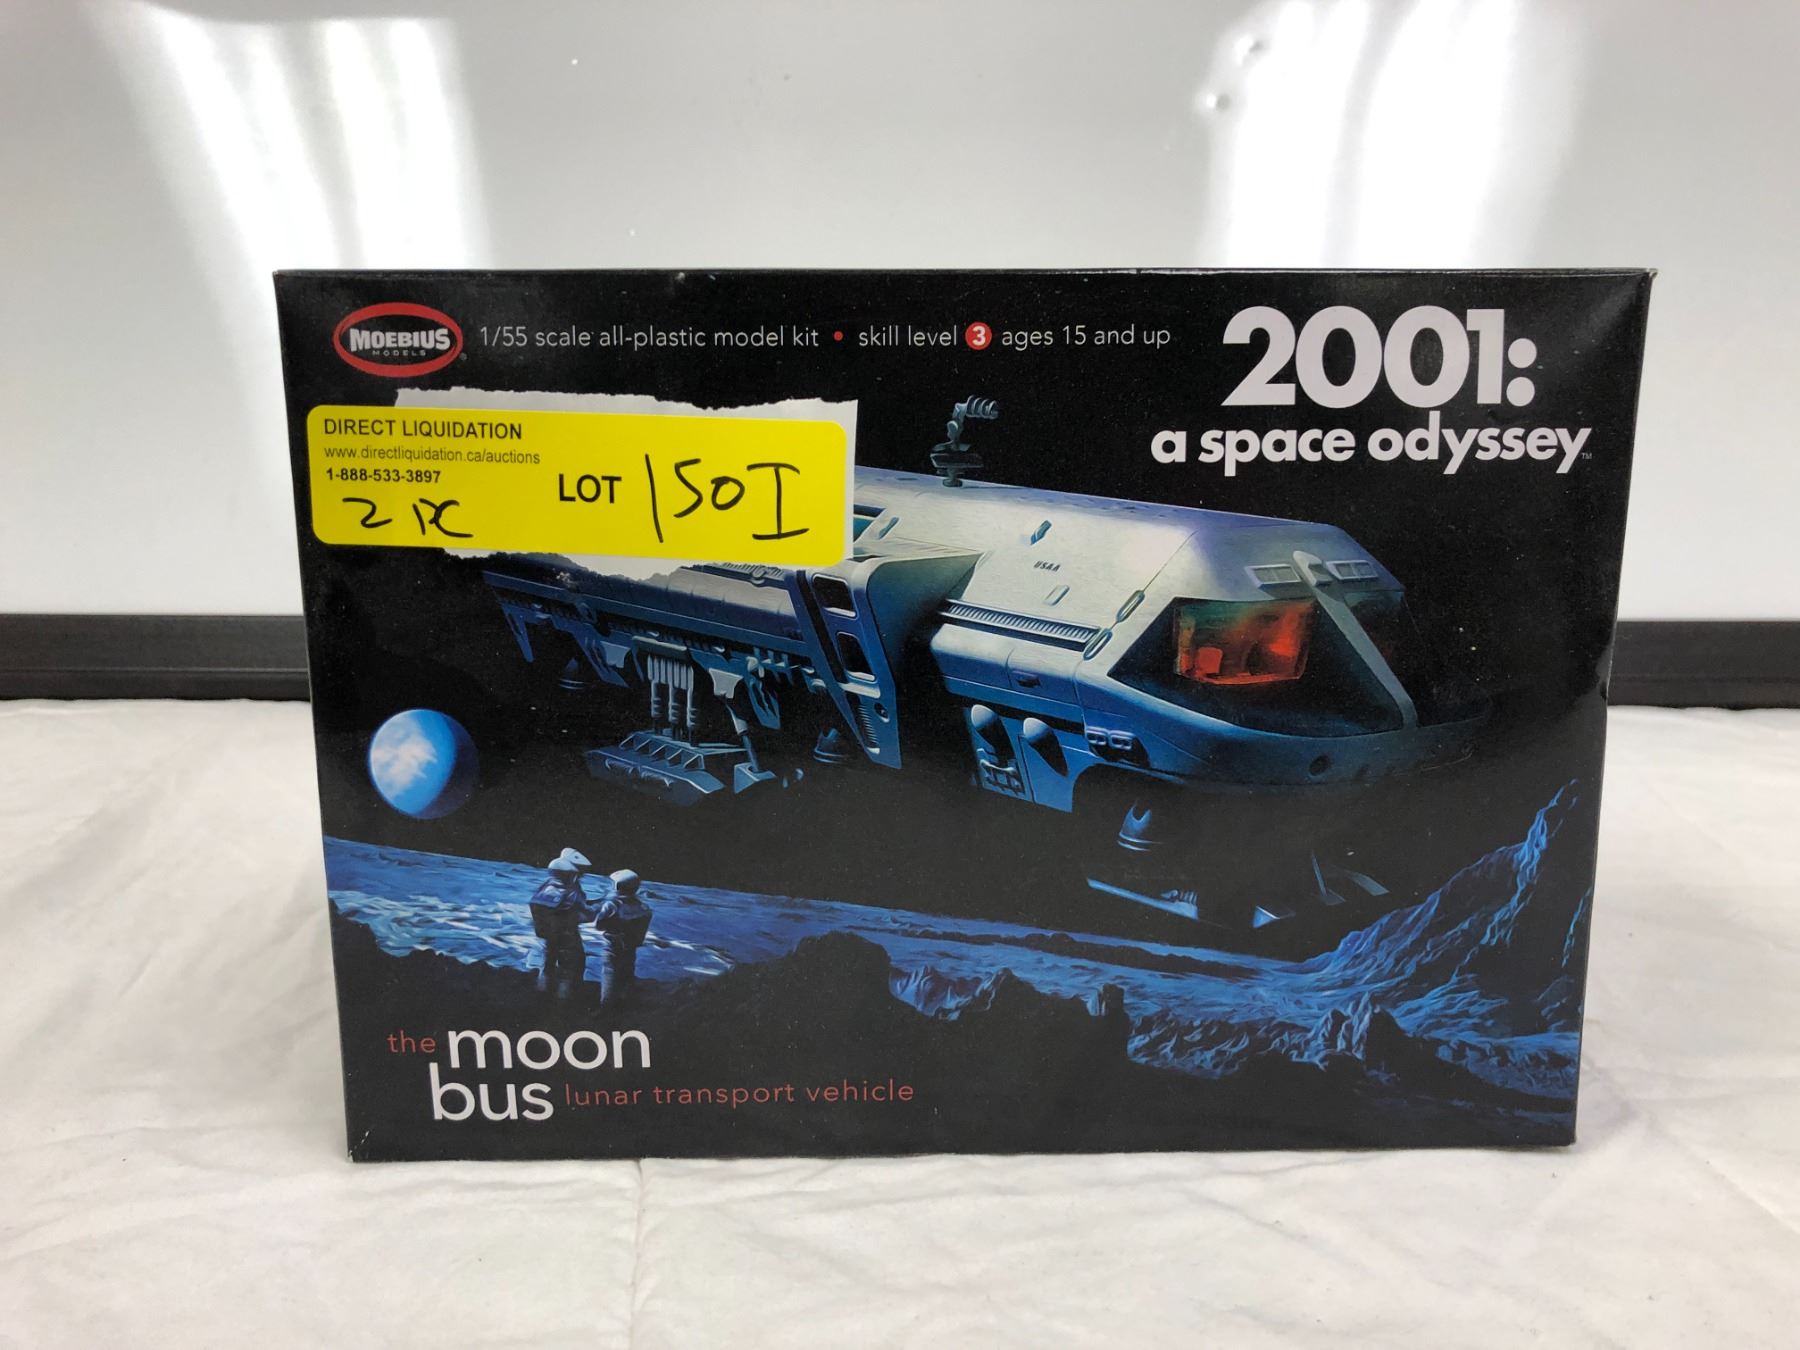 MOEBIUS
MODELS
1/55 scale all-plastic model kit • skill level 3 ages 15 and up
2001:
a space odyssey™
DIRECT LIQUIDATION
www.directliquidation.ca/auctions
1-888-533-3897
LOT 150I
2 pc
USAA
the moon
bus lunar transport vehicle